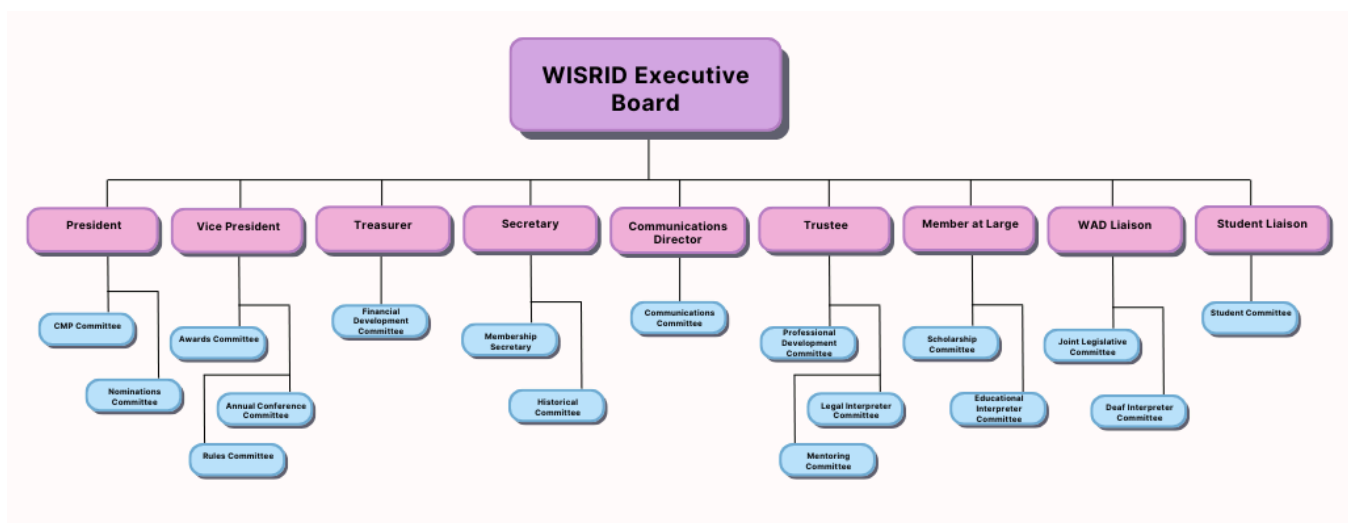 WISRID Executive
Board
President
Vice President
Treasurer
Secretary
Communications
Director
Trustee
Member at Large
WAD Liaison
Student Liaison
CMP Committee
Nominations
Committee
Awards Committee
Annual Conference
Committee
Rules Committee
Financial
Development
Committee
Membership
Secretary
Historical
Committee
Communications
Committee
Professional
Development
Committee
Legal Interpreter
Committee
Mentoring
Committee
Scholarship
Committee
Educational
Interpreter
Committee
Joint Legislative
Committee
Deaf Interpreter
Committee
Student Committee